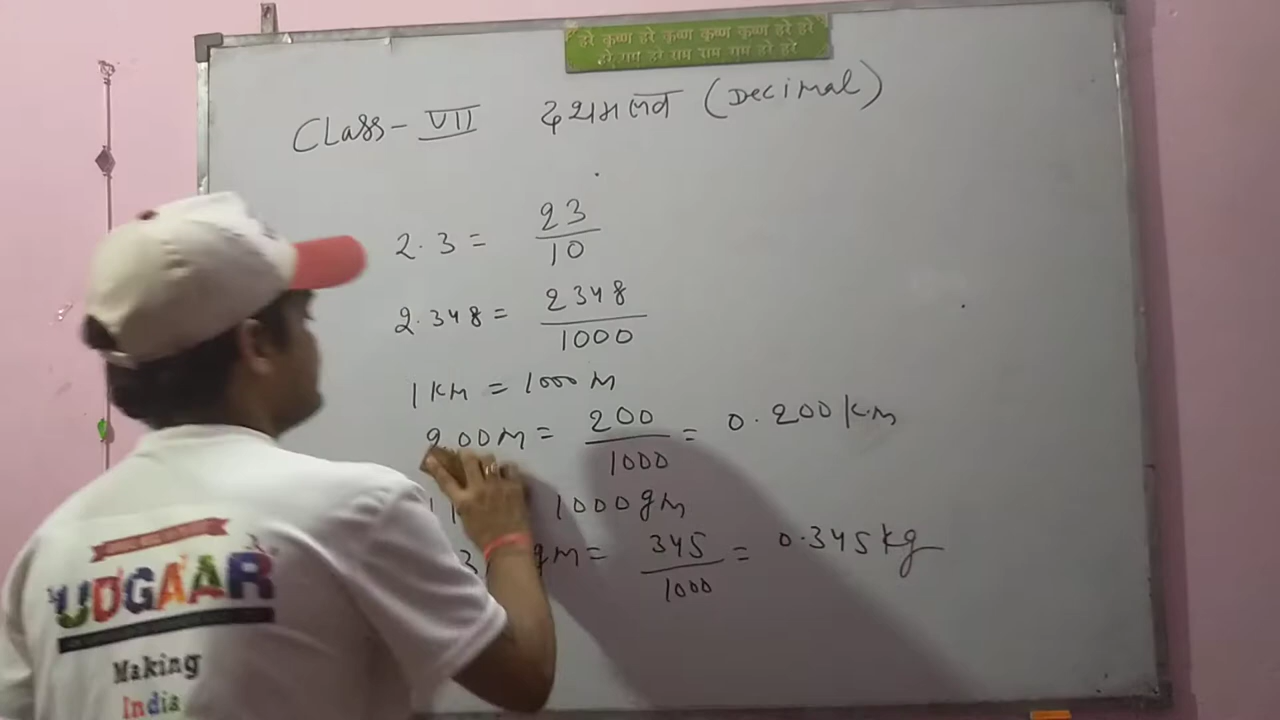 हरे कृष्ण हरे कृष्ण कृष्ण कृष्ण हरे हरे
हरे राम हरे राम राम राम हरे हरे
Class- VII दशमलव (Decimal)
2.3 = 23/10
2.348 = 2348/1000
1 Km = 1000 M
200 M = 200/1000 = 0.200 Km
1000 gm
gm = 345/1000 = 0.345 kg
UDGAAR
Making
India